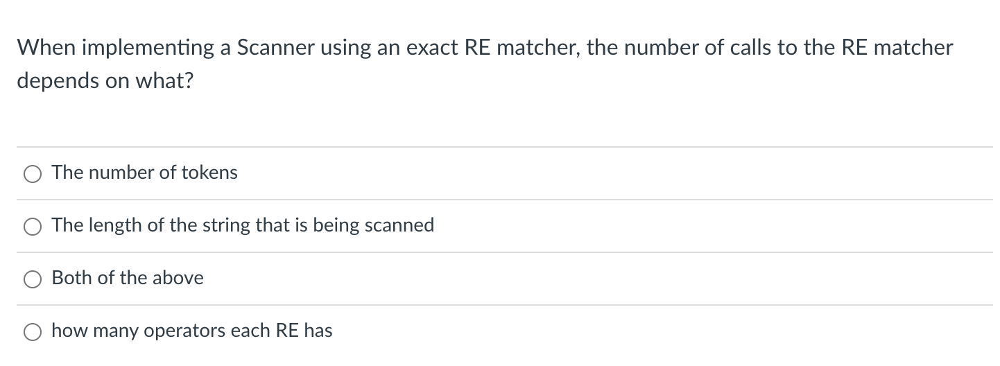 When implementing a Scanner using an exact RE matcher, the number of calls to the RE matcher
depends on what?
The number of tokens
The length of the string that is being scanned
Both of the above
how many operators each RE has